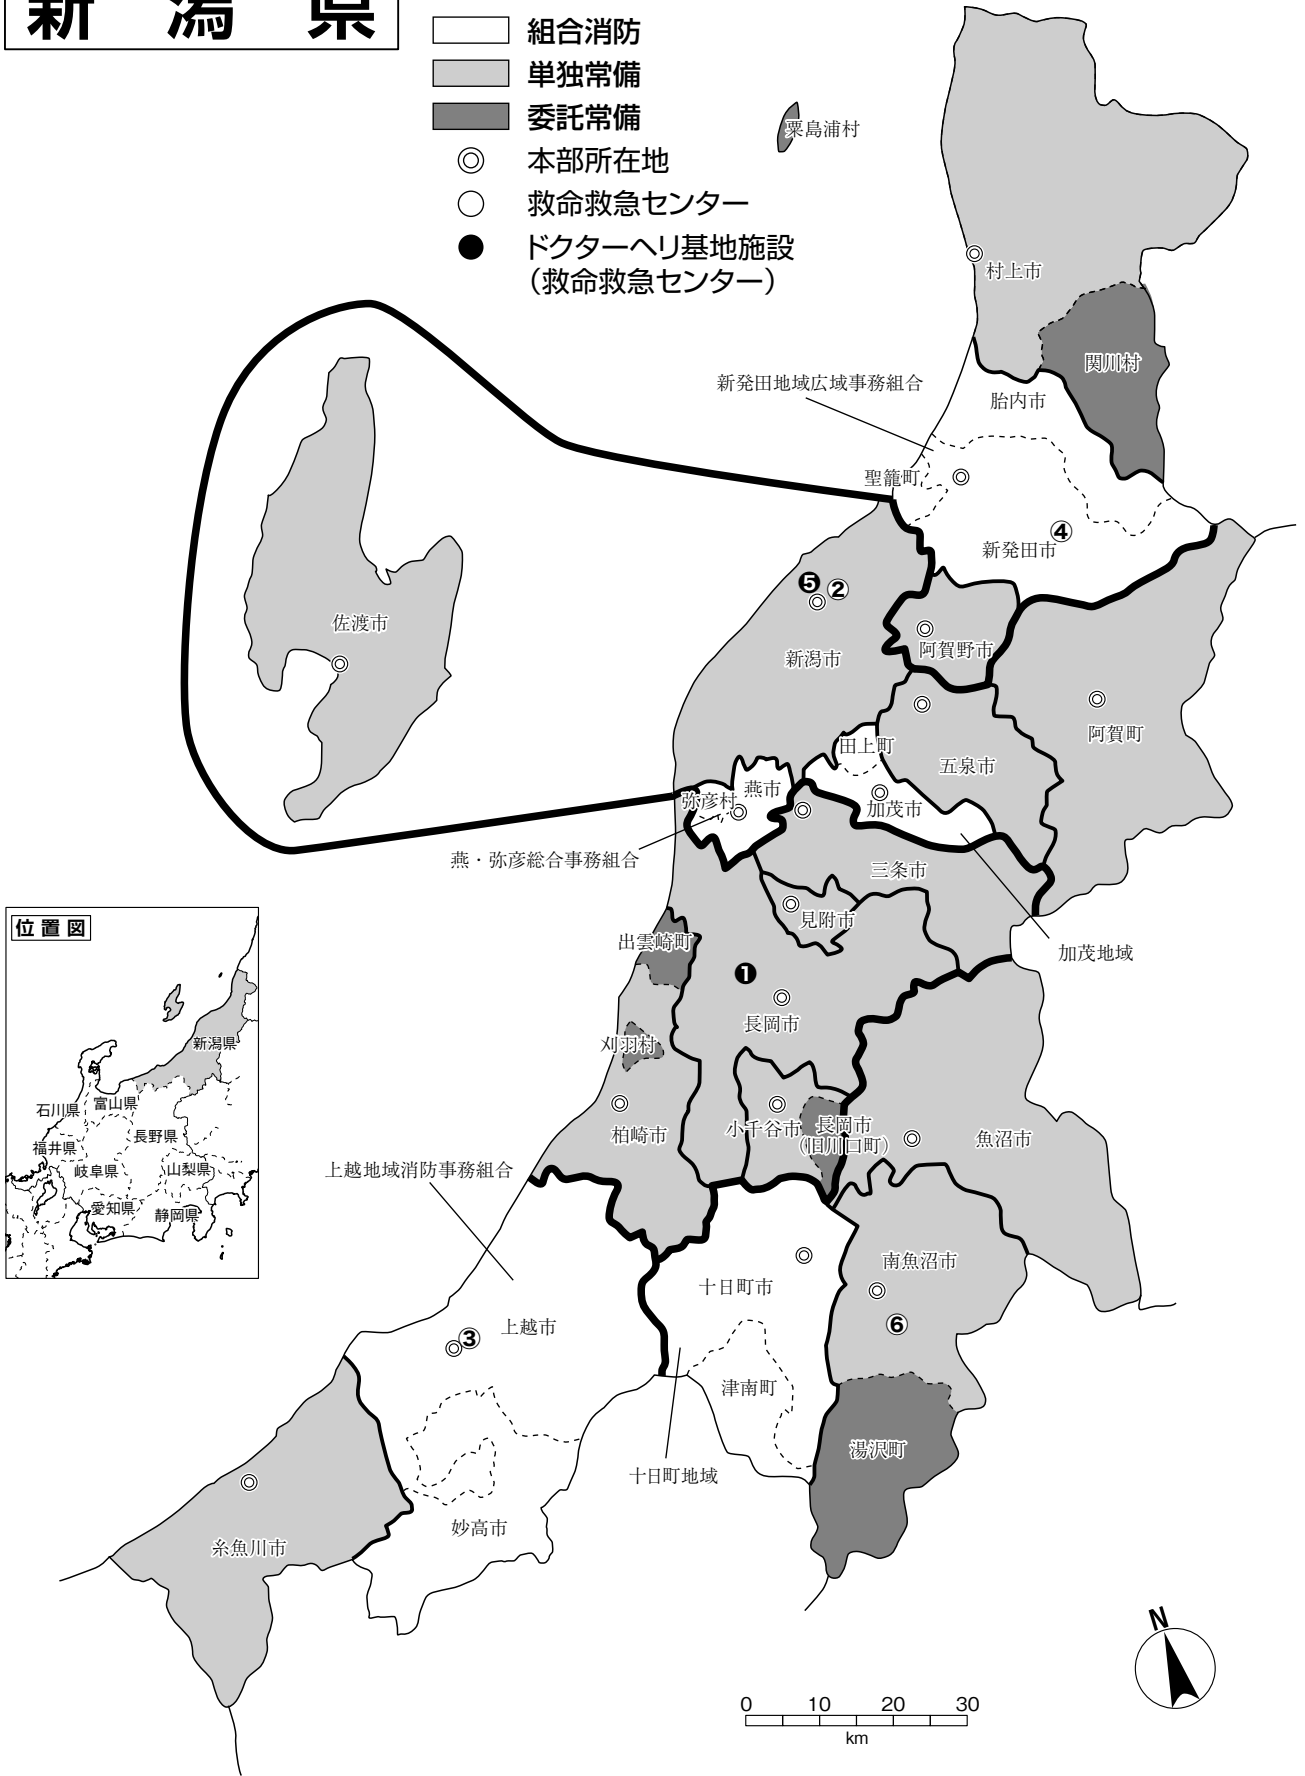 新潟県
組合消防
単独常備
委託常備
本部所在地
救命救急センター
ドクターヘリ基地施設
（救命救急センター）
粟島浦村
村上市
関川村
新発田地域広域事務組合
胎内市
聖籠町
④
新発田市
⑤
②
佐渡市
新潟市
阿賀野市
阿賀町
田上町
五泉市
燕市
弥彦村
加茂市
燕・弥彦総合事務組合
三条市
見附市
位置図
出雲崎町
加茂地域
①
長岡市
新潟県
刈羽村
石川県
富山県
長野県
福井県
岐阜県
山梨県
愛知県
静岡県
柏崎市
小千谷市
長岡市
（旧川口町）
魚沼市
上越地域消防事務組合
南魚沼市
十日町市
⑥
上越市
③
津南町
湯沢町
十日町地域
妙高市
糸魚川市
N
0 10 20 30
km